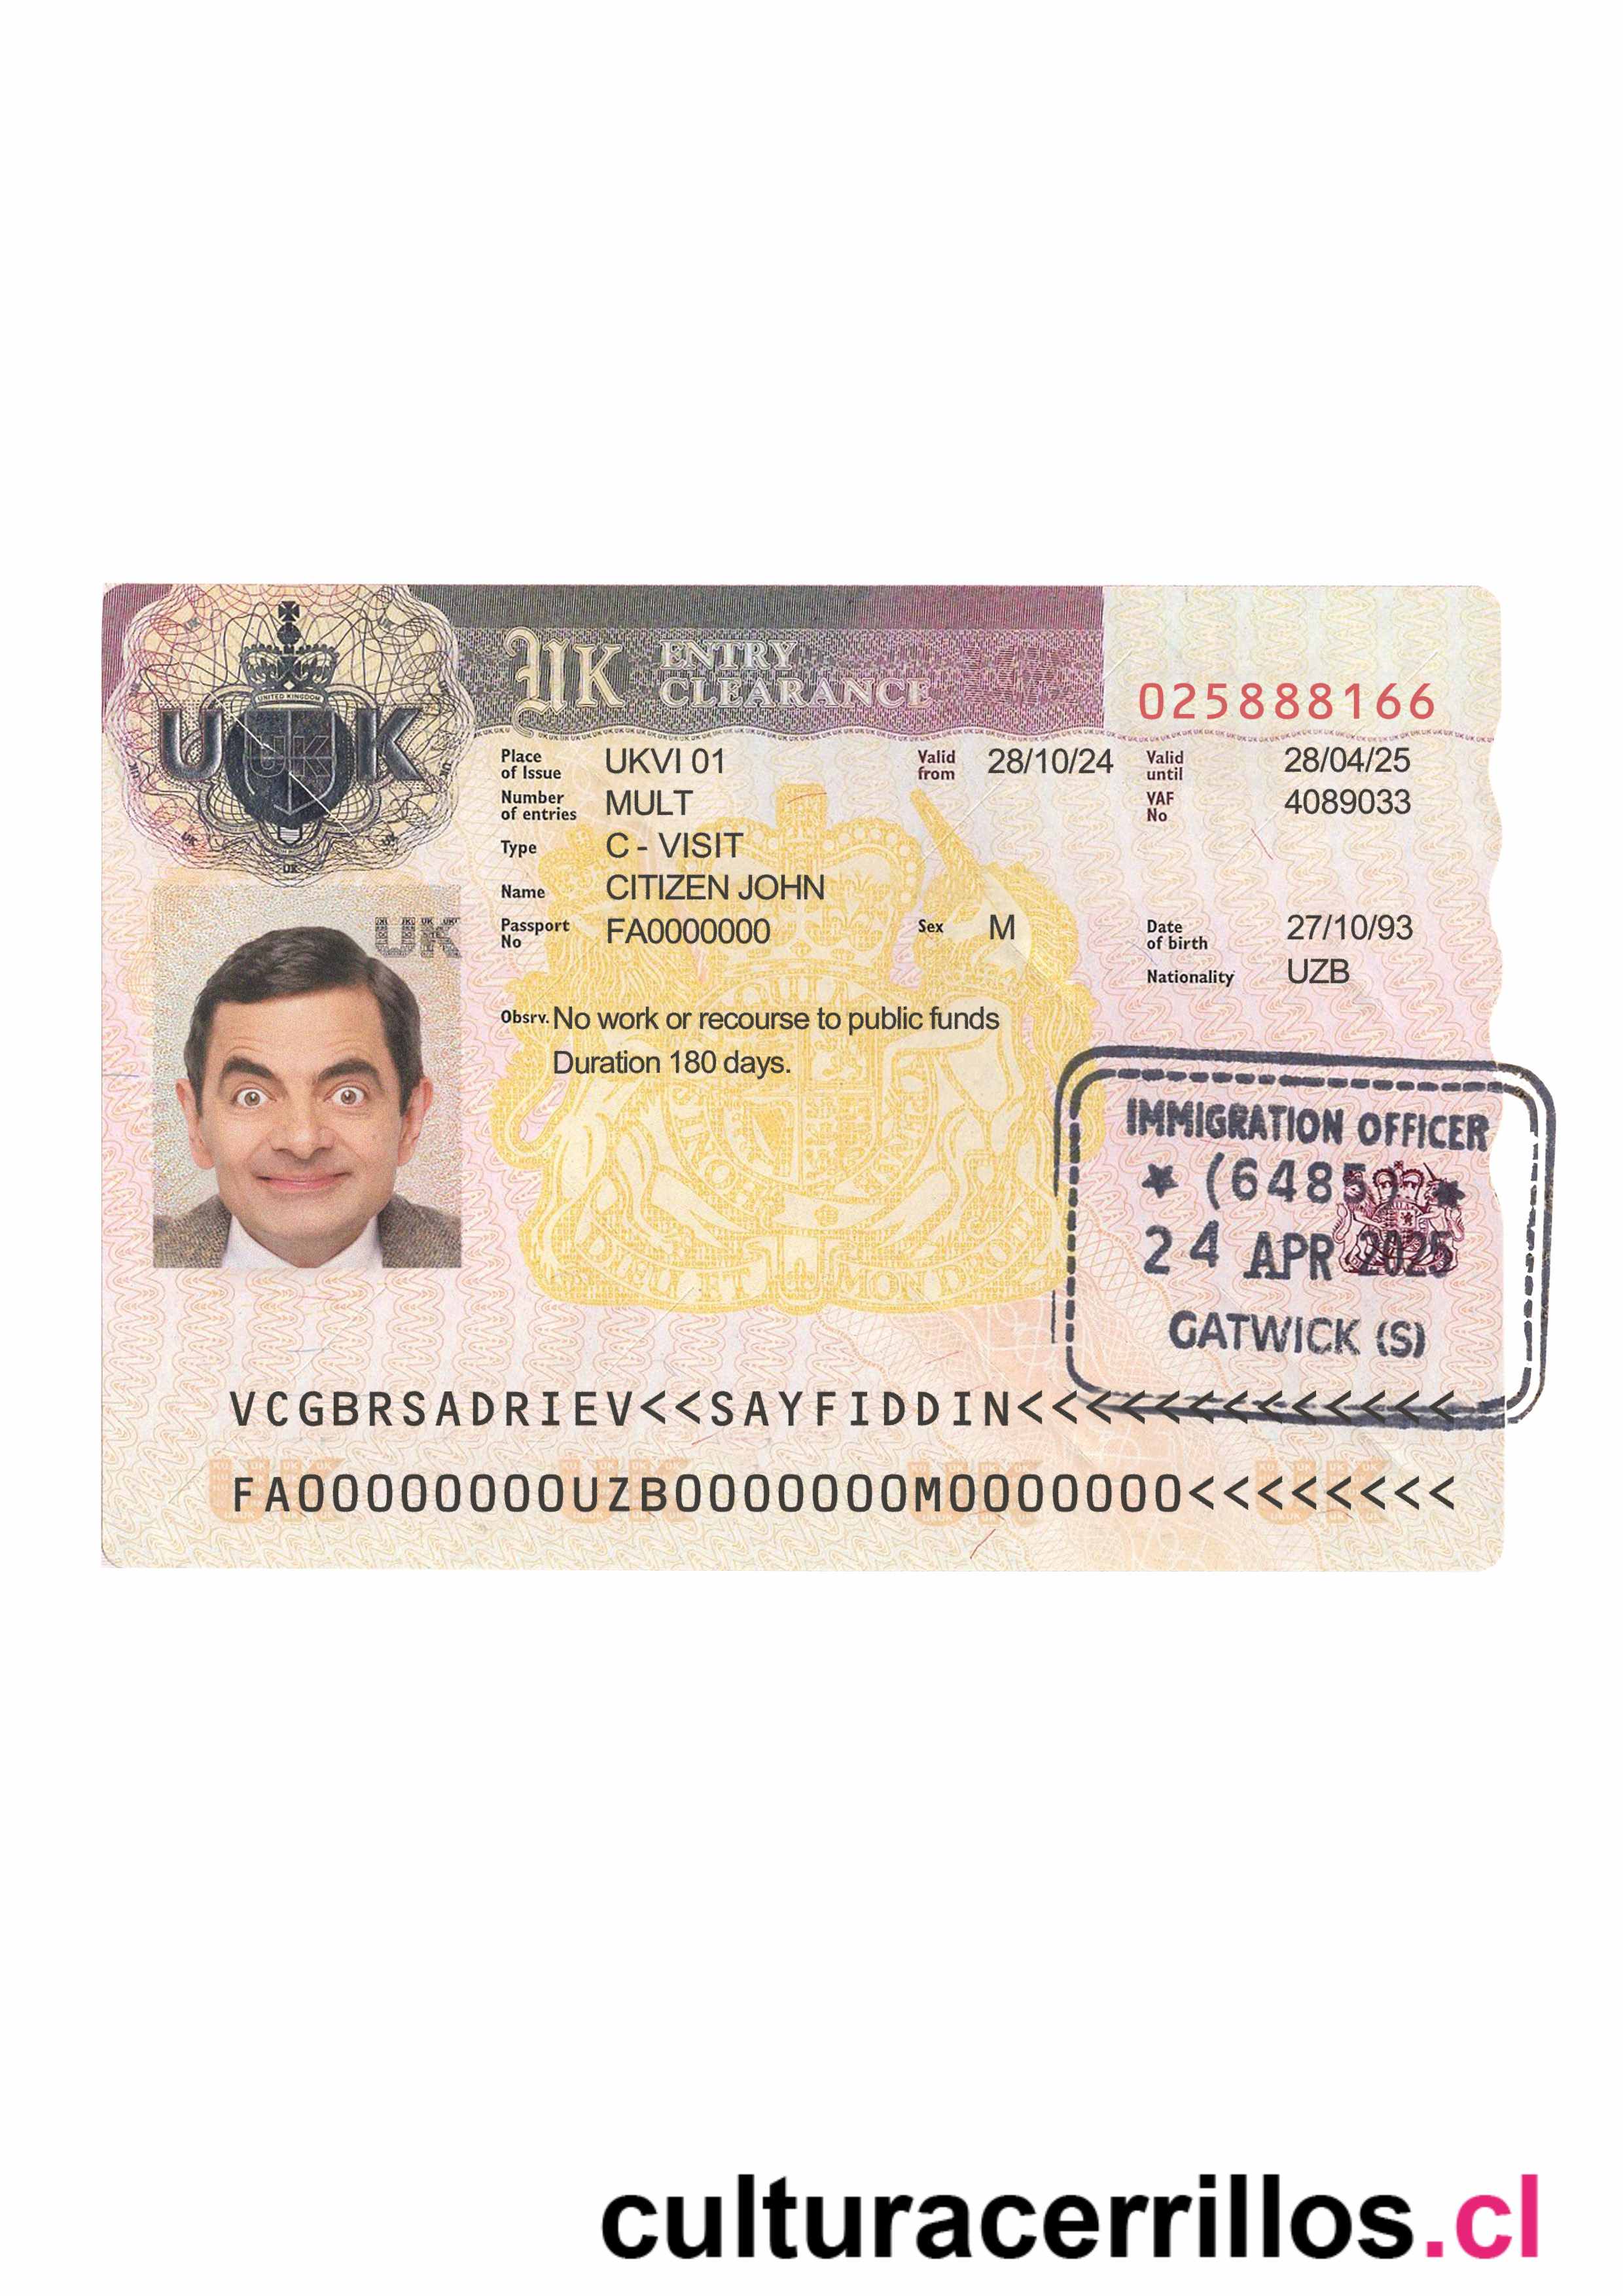 UNITED KINGDOM
UK
UK ENTRY CLEARANCE
025888166
Place of Issue UKVI 01 Valid from 28/10/24 Valid until 28/04/25
Number of entries MULT VAF No 4089033
Type C - VISIT
Name CITIZEN JOHN
Passport No FA0000000 Sex M Date of birth 27/10/93
Nationality UZB
UK
Obsrv. No work or recourse to public funds
Duration 180 days.
IMMIGRATION OFFICER
★ (6485) ★
24 APR 2025
GATWICK (S)
DIEU ET MON DROIT
VCGBRSADRIEV<<SAYFIDDIN<<<<<<<<<<<<<
FA00000000UZB0000000M0000000<<<<<<<<
culturacerrillos.cl